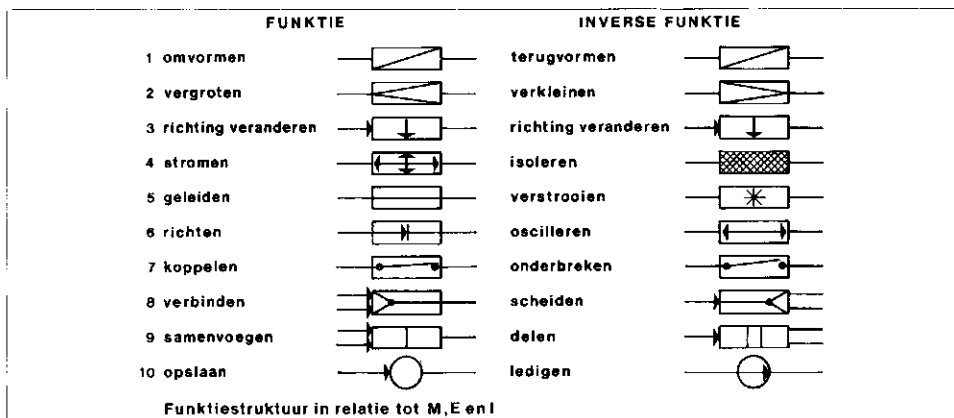 FUNKTIE INVERSE FUNKTIE
1 omvormen terugvormen
2 vergroten verkleinen
3 richting veranderen richting veranderen
4 stromen isoleren
5 geleiden verstrooien
6 richten oscilleren
7 koppelen onderbreken
8 verbinden scheiden
9 samenvoegen delen
10 opslaan ledigen
Funktiestruktuur in relatie tot M, E en I